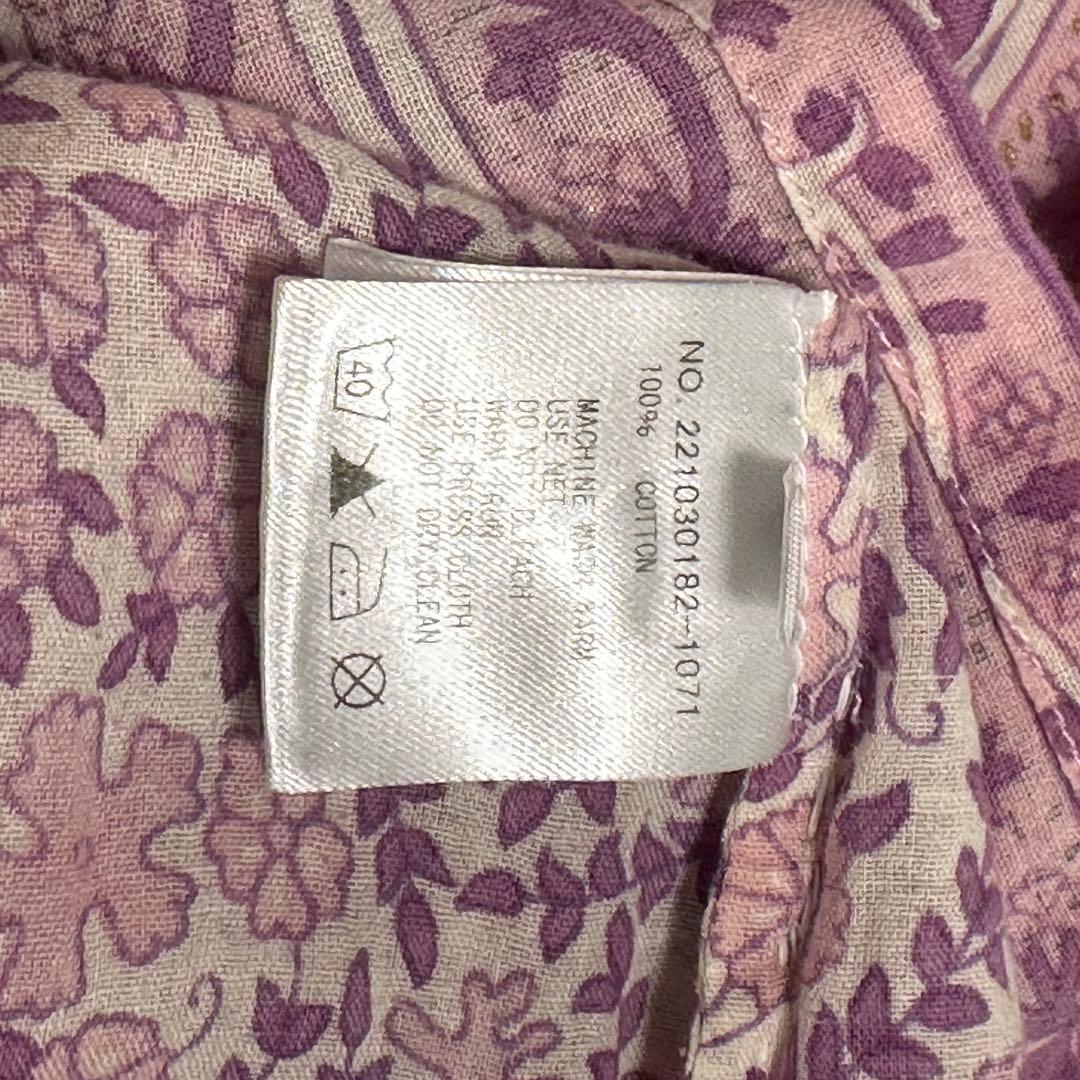 NO. 221030182-1071
100% COTTON
MACHINE WASH WARM
USE NET
DO NOT BLEACH
WARM IRON
USE PRESS CLOTH
DO NOT DRY CLEAN
40